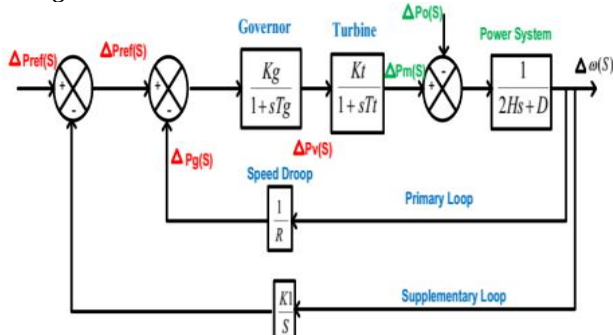 Governor
Turbine
ΔPo(S)
Power System
ΔPref(S)
ΔPref(S)
Kg
1+sTg
Kt
1+sTt
ΔPm(S)
1
2Hs+D
Δω(S)
+
-
+
-
+
-
ΔPg(S)
ΔPv(S)
Speed Droop
1
R
Primary Loop
K1
S
Supplementary Loop